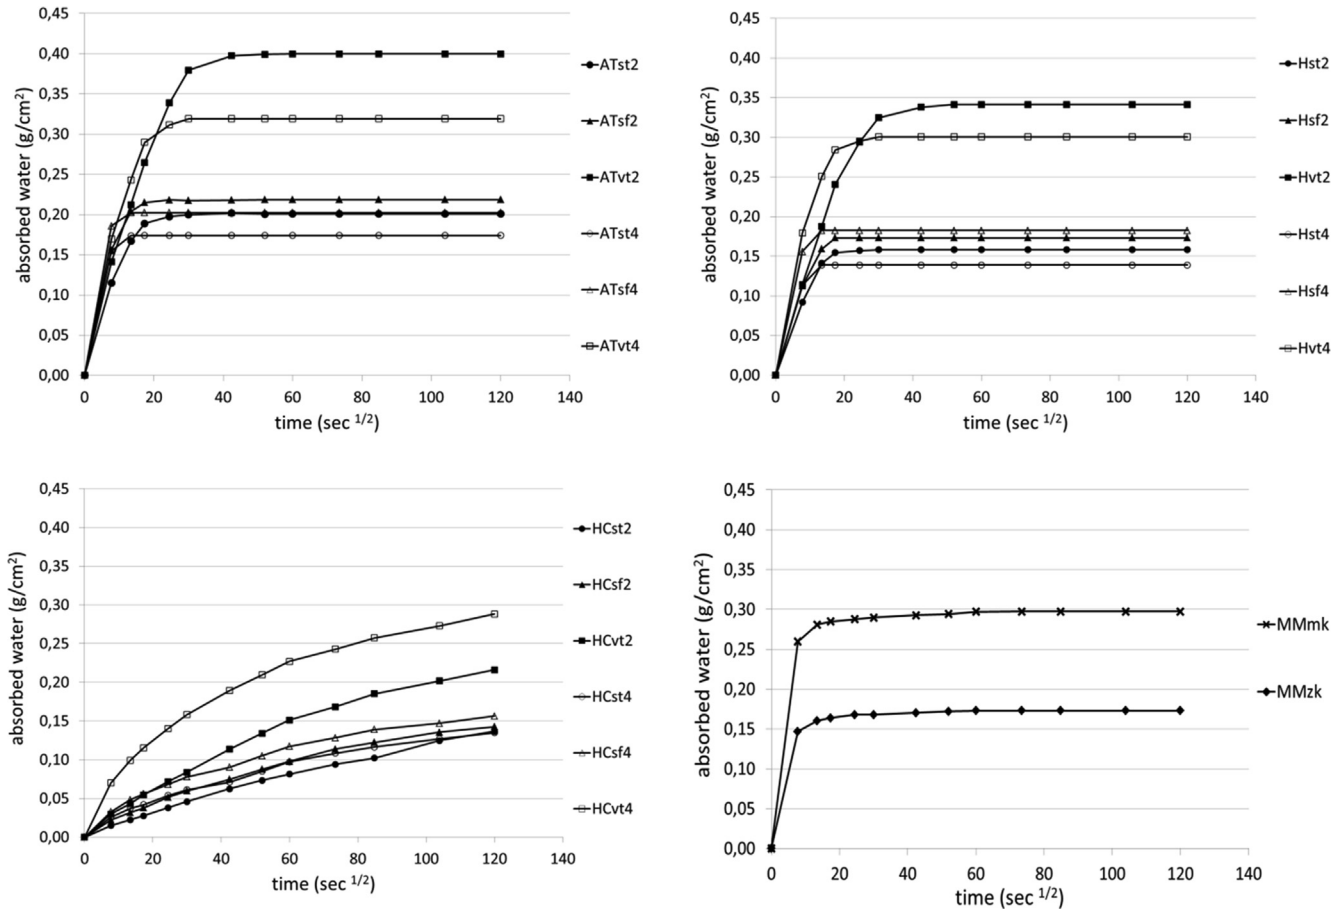 0,45
0,40
0,35
0,30
0,25
0,20
0,15
0,10
0,05
0,00
absorbed water (g/cm²)
0 20 40 60 80 100 120 140
time (sec ¹ᐟ²)
ATst2
ATsf2
ATvt2
ATst4
ATsf4
ATvt4
0,45
0,40
0,35
0,30
0,25
0,20
0,15
0,10
0,05
0,00
absorbed water (g/cm²)
0 20 40 60 80 100 120 140
time (sec ¹ᐟ²)
Hst2
Hsf2
Hvt2
Hst4
Hsf4
Hvt4
0,45
0,40
0,35
0,30
0,25
0,20
0,15
0,10
0,05
0,00
absorbed water (g/cm²)
0 20 40 60 80 100 120 140
time (sec ¹ᐟ²)
HCst2
HCsf2
HCvt2
HCst4
HCsf4
HCvt4
0,45
0,40
0,35
0,30
0,25
0,20
0,15
0,10
0,05
0,00
absorbed water (g/cm²)
0 20 40 60 80 100 120 140
time (sec ¹ᐟ²)
MMmk
MMzk